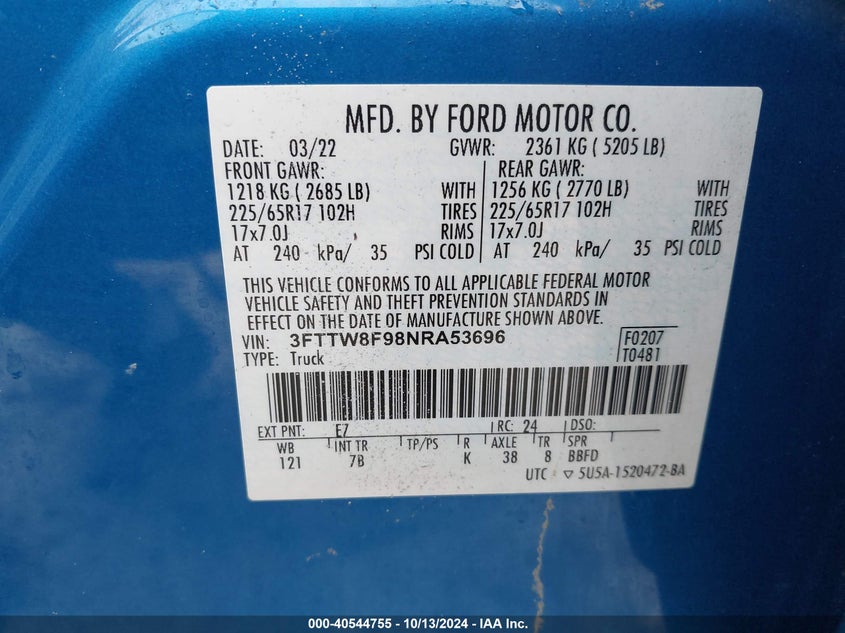 MFD. BY FORD MOTOR CO.
DATE: 03/22 GVWR: 2361 KG ( 5205 LB)
FRONT GAWR: REAR GAWR:
1218 KG ( 2685 LB) WITH 1256 KG ( 2770 LB) WITH
225/65R17 102H TIRES 225/65R17 102H TIRES
17x7.0J RIMS 17x7.0J RIMS
AT 240 kPa/ 35 PSI COLD AT 240 kPa/ 35 PSI COLD
THIS VEHICLE CONFORMS TO ALL APPLICABLE FEDERAL MOTOR
VEHICLE SAFETY AND THEFT PREVENTION STANDARDS IN
EFFECT ON THE DATE OF MANUFACTURE SHOWN ABOVE.
VIN: 3FTTW8F98NRA53696 F0207
TYPE: Truck T0481
EXT PNT: E7 RC: 24 DSO:
WB INT TR TP/PS R AXLE TR SPR
121 7B K 38 8 BBFD
UTC ▽ 5U5A-1520472-BA
000-40544755 - 10/13/2024 - IAA Inc.